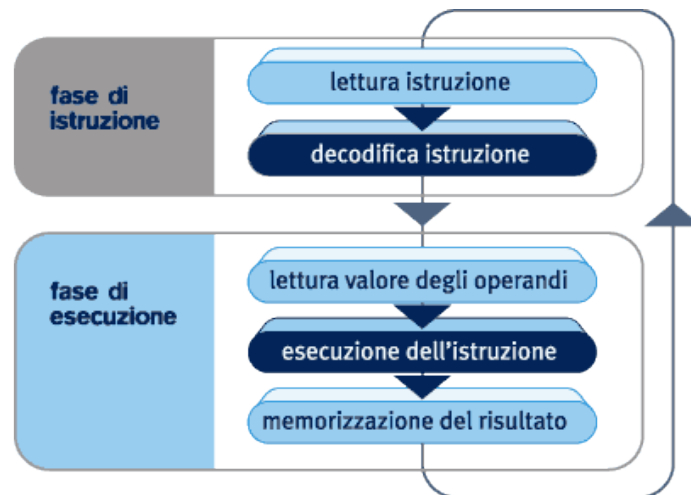 fase di
istruzione
lettura istruzione
decodifica istruzione
fase di
esecuzione
lettura valore degli operandi
esecuzione dell'istruzione
memorizzazione del risultato